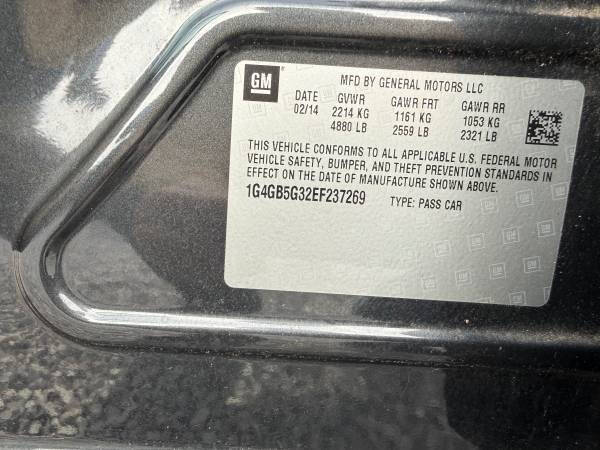 GM
MFD BY GENERAL MOTORS LLC
DATE GVWR GAWR FRT GAWR RR
02/14 2214 KG 1161 KG 1053 KG
4880 LB 2559 LB 2321 LB
THIS VEHICLE CONFORMS TO ALL APPLICABLE U.S. FEDERAL MOTOR
VEHICLE SAFETY, BUMPER, AND THEFT PREVENTION STANDARDS IN
EFFECT ON THE DATE OF MANUFACTURE SHOWN ABOVE.
1G4GB5G32EF237269 TYPE: PASS CAR